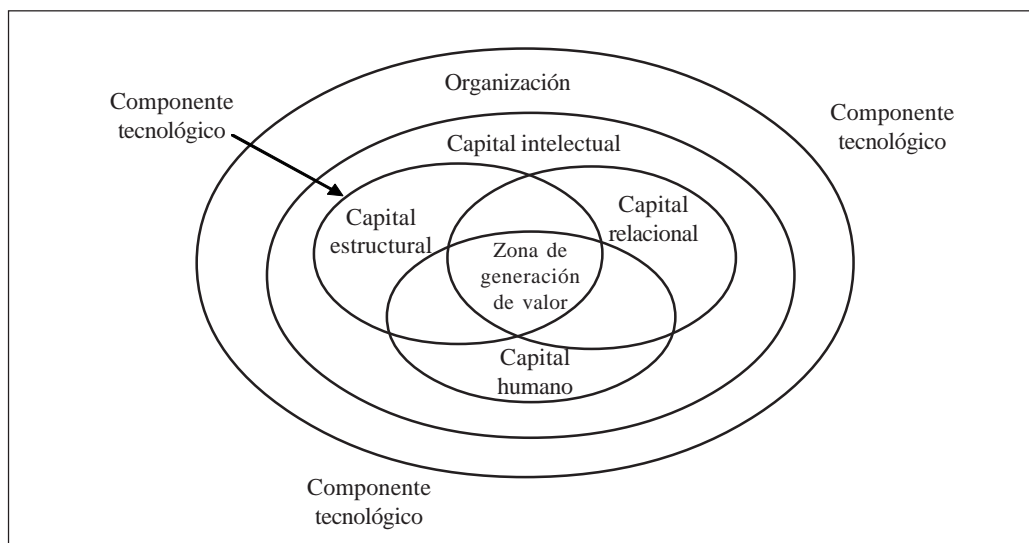 Organización
Componente
tecnológico
Componente
tecnológico
Capital intelectual
Capital
estructural
Capital
relacional
Zona de
generación
de valor
Capital
humano
Componente
tecnológico